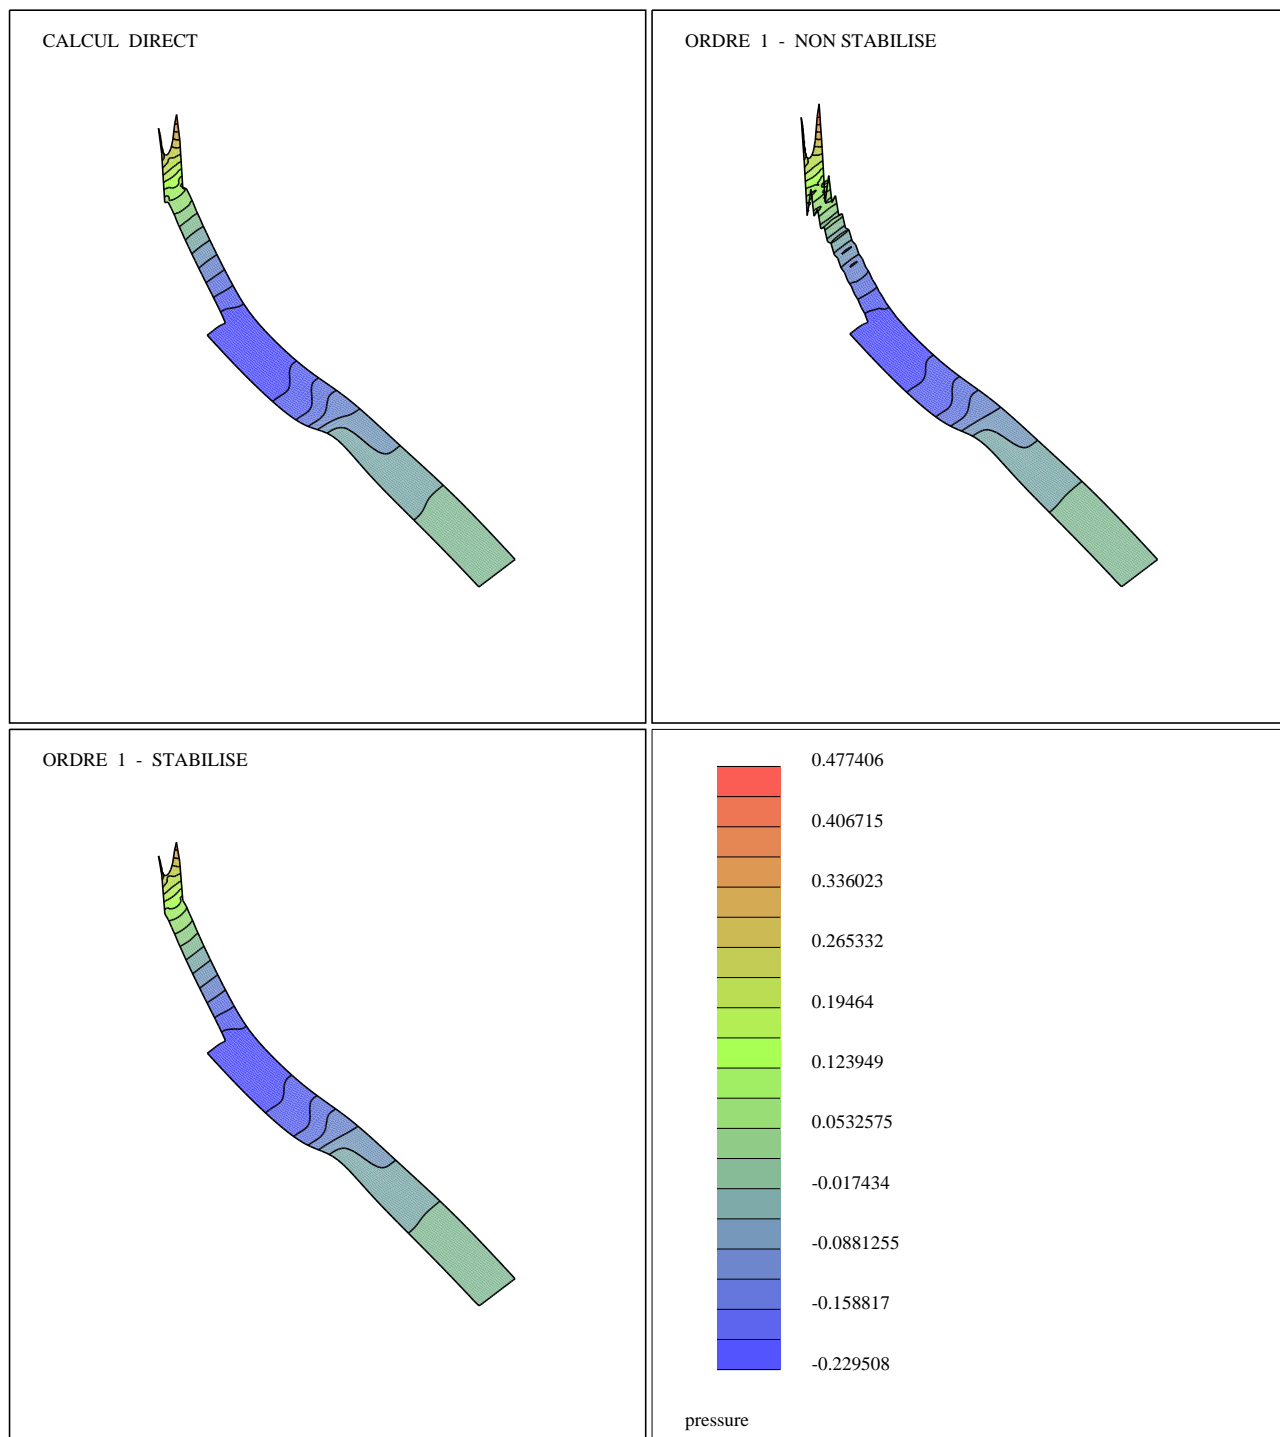 CALCUL DIRECT
ORDRE 1 - NON STABILISE
ORDRE 1 - STABILISE
0.477406
0.406715
0.336023
0.265332
0.19464
0.123949
0.0532575
-0.017434
-0.0881255
-0.158817
-0.229508
pressure